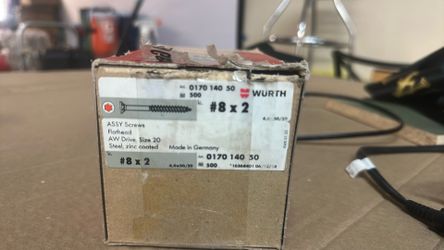 0170 140 50
500
WÜRTH
#8 x 2
ASSY Screws
Flathead
AW Drive, Size 20
Steel, zinc coated
Made in Germany
#8 x 2
0170 140 50
500